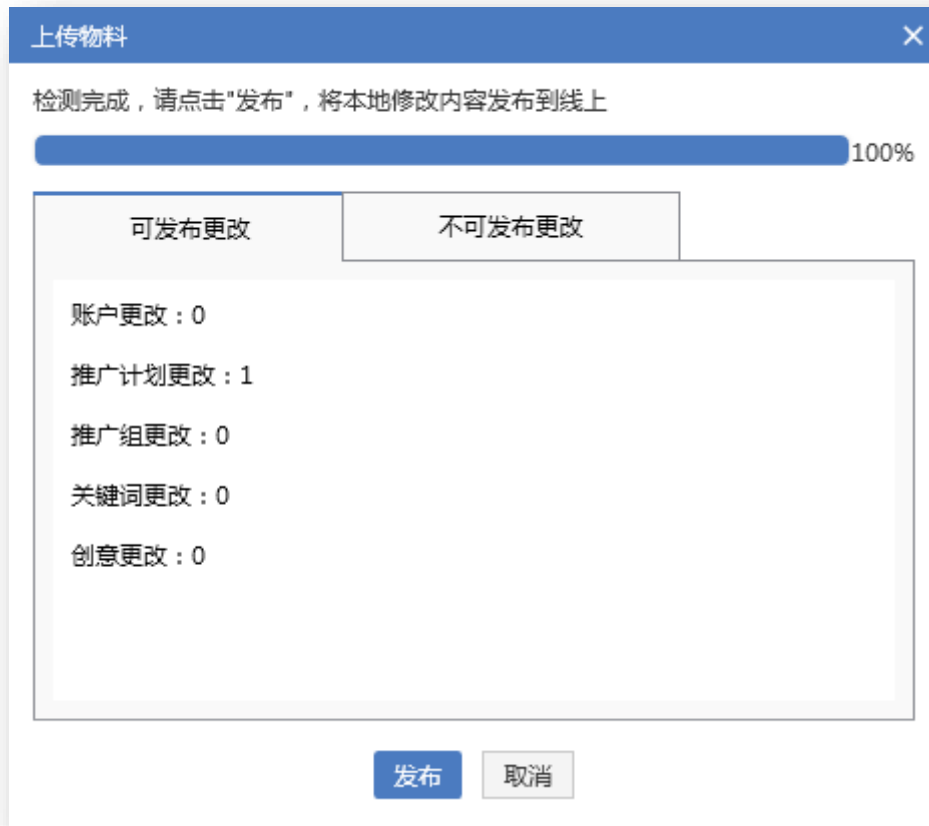 上传物料
检测完成，请点击"发布"，将本地修改内容发布到线上
100%
可发布更改
不可发布更改
账户更改：0
推广计划更改：1
推广组更改：0
关键词更改：0
创意更改：0
发布
取消